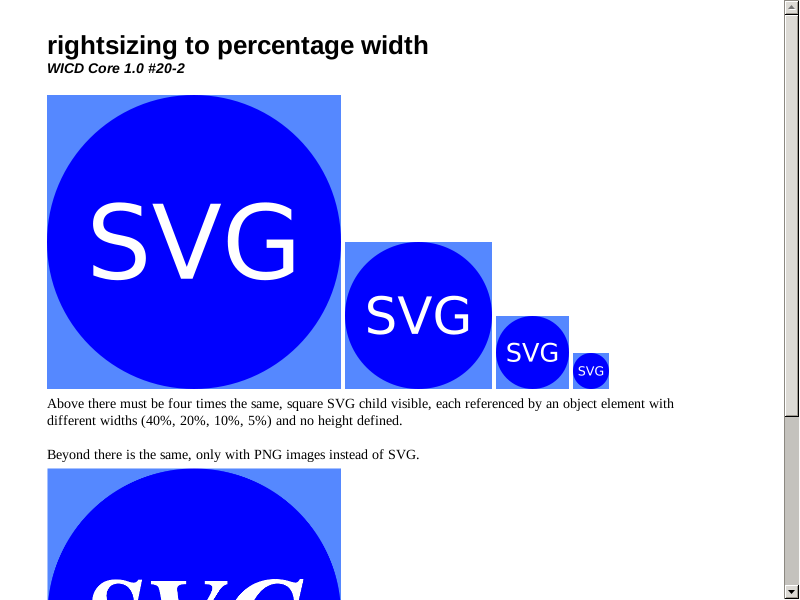 rightsizing to percentage width
WICD Core 1.0 #20-2
SVG
SVG
SVG
SVG
Above there must be four times the same, square SVG child visible, each referenced by an object element with
different widths (40%, 20%, 10%, 5%) and no height defined.
Beyond there is the same, only with PNG images instead of SVG.
SVG